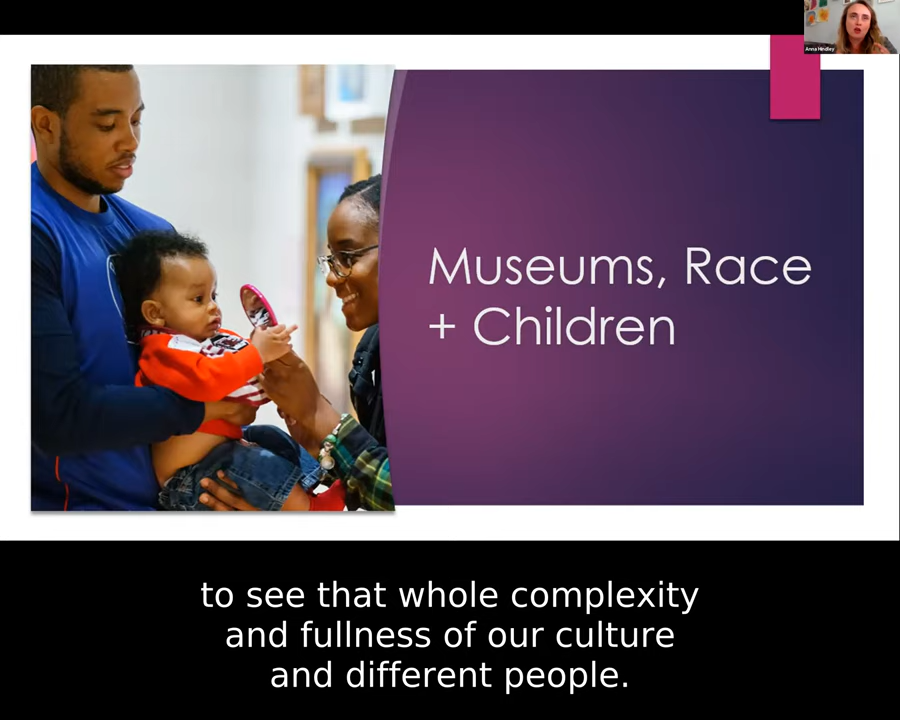 Anna Hindley
Museums, Race
+ Children
to see that whole complexity
and fullness of our culture
and different people.